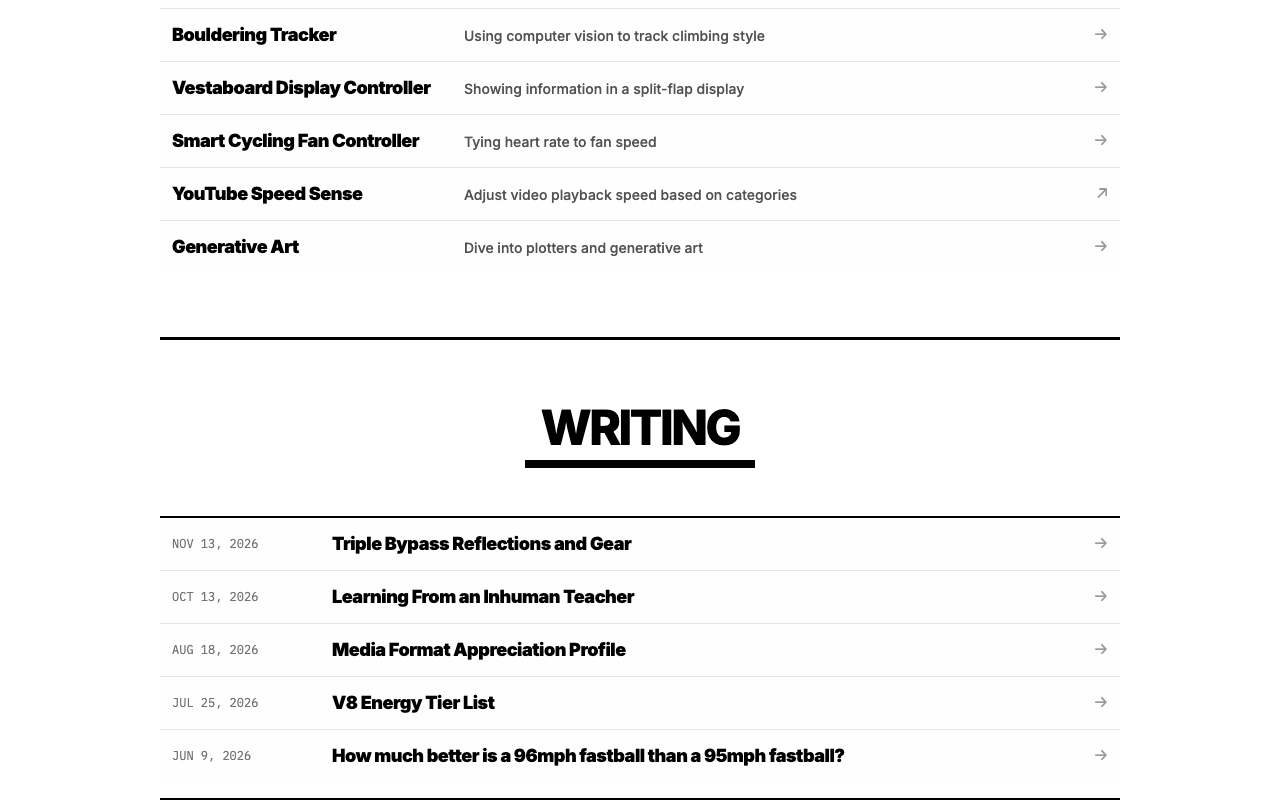 Bouldering Tracker Using computer vision to track climbing style →
Vestaboard Display Controller Showing information in a split-flap display →
Smart Cycling Fan Controller Tying heart rate to fan speed →
YouTube Speed Sense Adjust video playback speed based on categories ↗
Generative Art Dive into plotters and generative art →
WRITING
NOV 13, 2026 Triple Bypass Reflections and Gear →
OCT 13, 2026 Learning From an Inhuman Teacher →
AUG 18, 2026 Media Format Appreciation Profile →
JUL 25, 2026 V8 Energy Tier List →
JUN 9, 2026 How much better is a 96mph fastball than a 95mph fastball? →